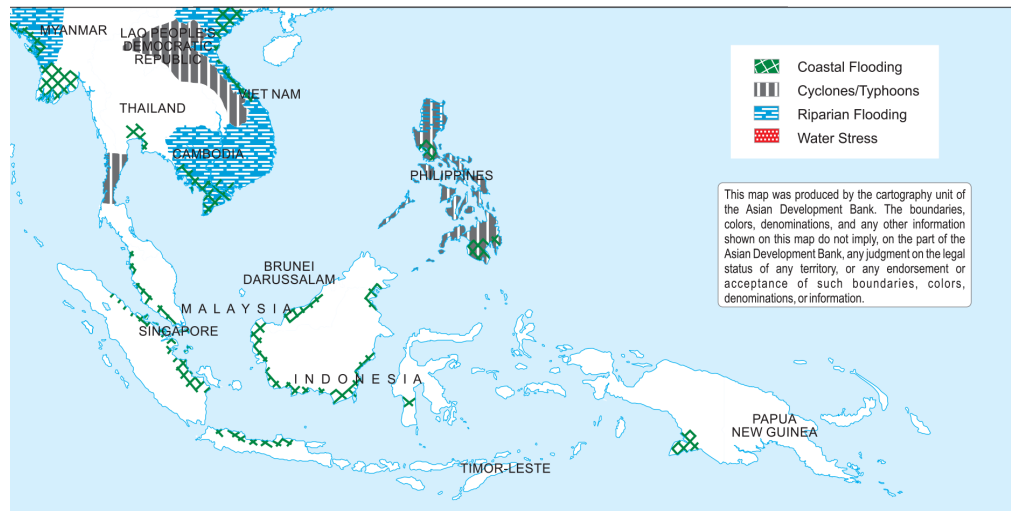 MYANMAR
LAO PEOPLE'S
DEMOCRATIC
REPUBLIC
VIET NAM
THAILAND
CAMBODIA
PHILIPPINES
BRUNEI
DARUSSALAM
MALAYSIA
SINGAPORE
INDONESIA
PAPUA
NEW GUINEA
TIMOR-LESTE
Coastal Flooding
Cyclones/Typhoons
Riparian Flooding
Water Stress
This map was produced by the cartography unit of
the Asian Development Bank. The boundaries,
colors, denominations, and any other information
shown on this map do not imply, on the part of the
Asian Development Bank, any judgment on the legal
status of any territory, or any endorsement or
acceptance of such boundaries, colors,
denominations, or information.